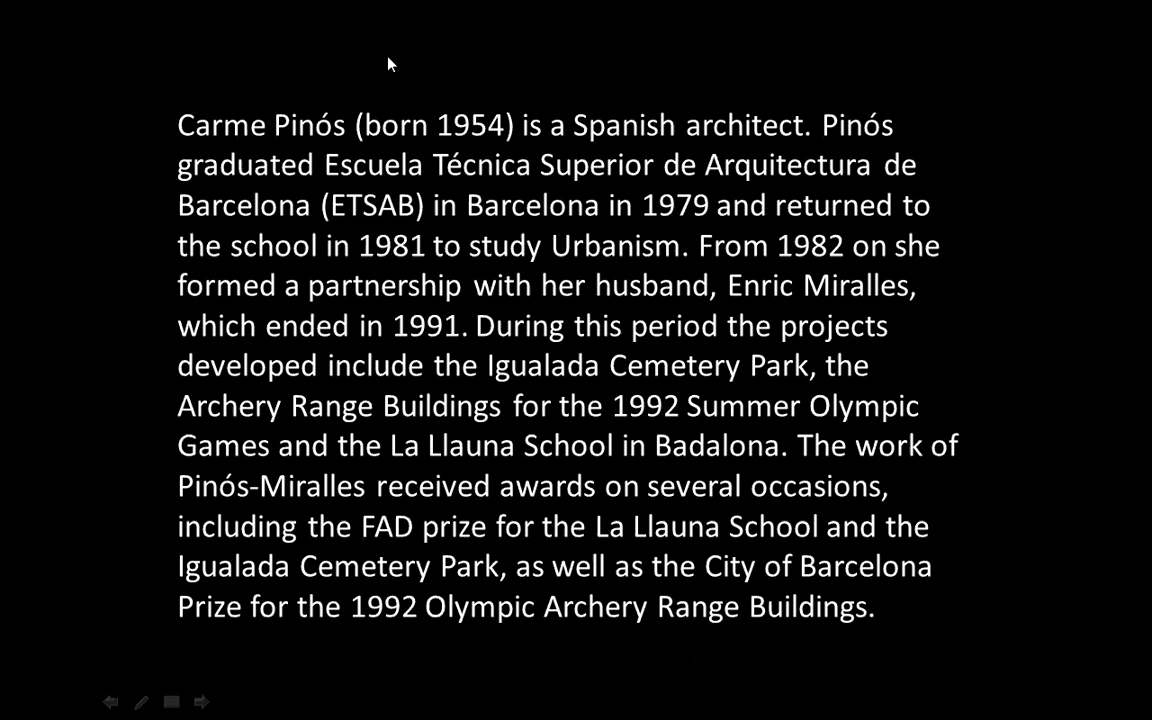 Carme Pinós (born 1954) is a Spanish architect. Pinós
graduated Escuela Técnica Superior de Arquitectura de
Barcelona (ETSAB) in Barcelona in 1979 and returned to
the school in 1981 to study Urbanism. From 1982 on she
formed a partnership with her husband, Enric Miralles,
which ended in 1991. During this period the projects
developed include the Igualada Cemetery Park, the
Archery Range Buildings for the 1992 Summer Olympic
Games and the La Llauna School in Badalona. The work of
Pinós-Miralles received awards on several occasions,
including the FAD prize for the La Llauna School and the
Igualada Cemetery Park, as well as the City of Barcelona
Prize for the 1992 Olympic Archery Range Buildings.